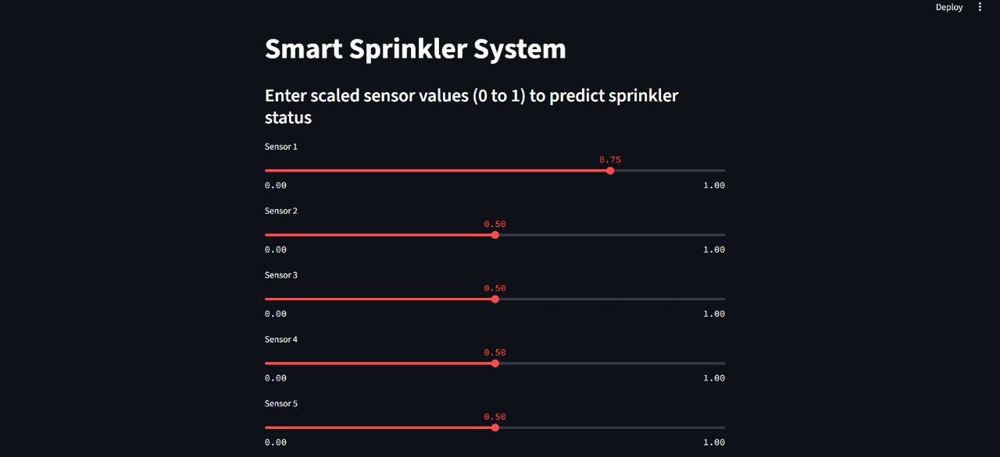 Deploy
Smart Sprinkler System
Enter scaled sensor values (0 to 1) to predict sprinkler
status
Sensor 1
0.75
0.00 1.00
Sensor 2
0.50
0.00 1.00
Sensor 3
0.50
0.00 1.00
Sensor 4
0.50
0.00 1.00
Sensor 5
0.50
0.00 1.00